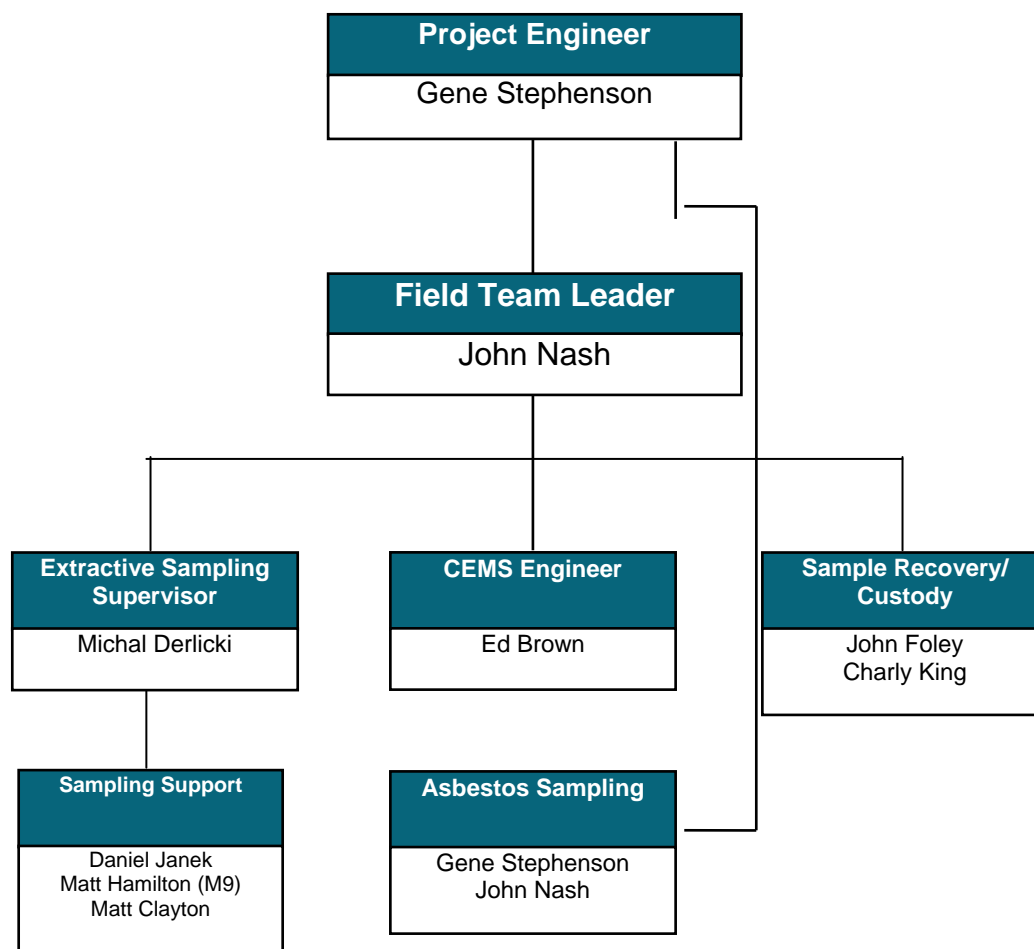 Project Engineer
Gene Stephenson
Field Team Leader
John Nash
Extractive Sampling
Supervisor
Michal Derlicki
CEMS Engineer
Ed Brown
Sample Recovery/
Custody
John Foley
Charly King
Sampling Support
Daniel Janek
Matt Hamilton (M9)
Matt Clayton
Asbestos Sampling
Gene Stephenson
John Nash